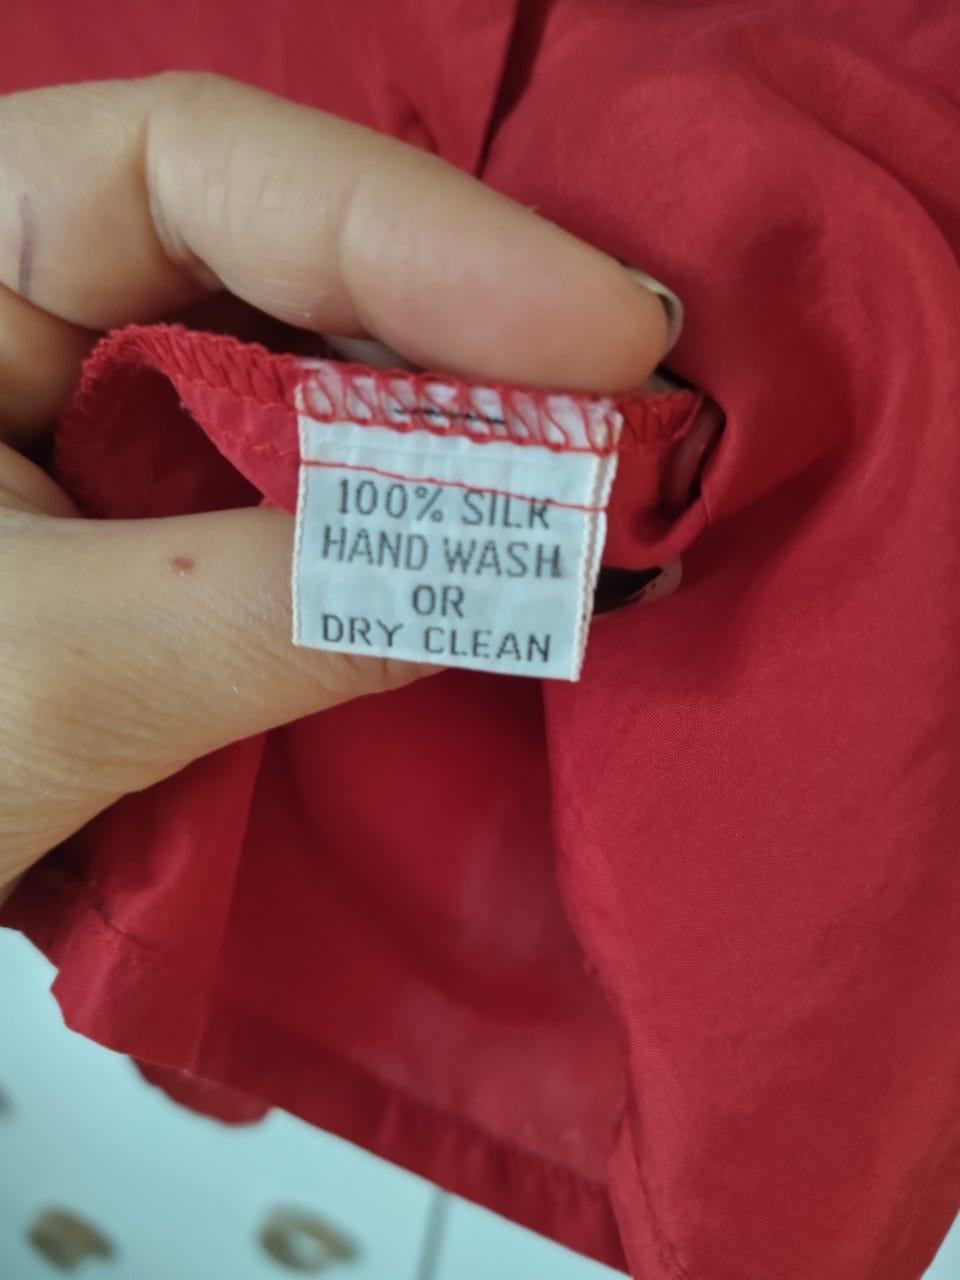 100% SILK
HAND WASH
OR
DRY CLEAN